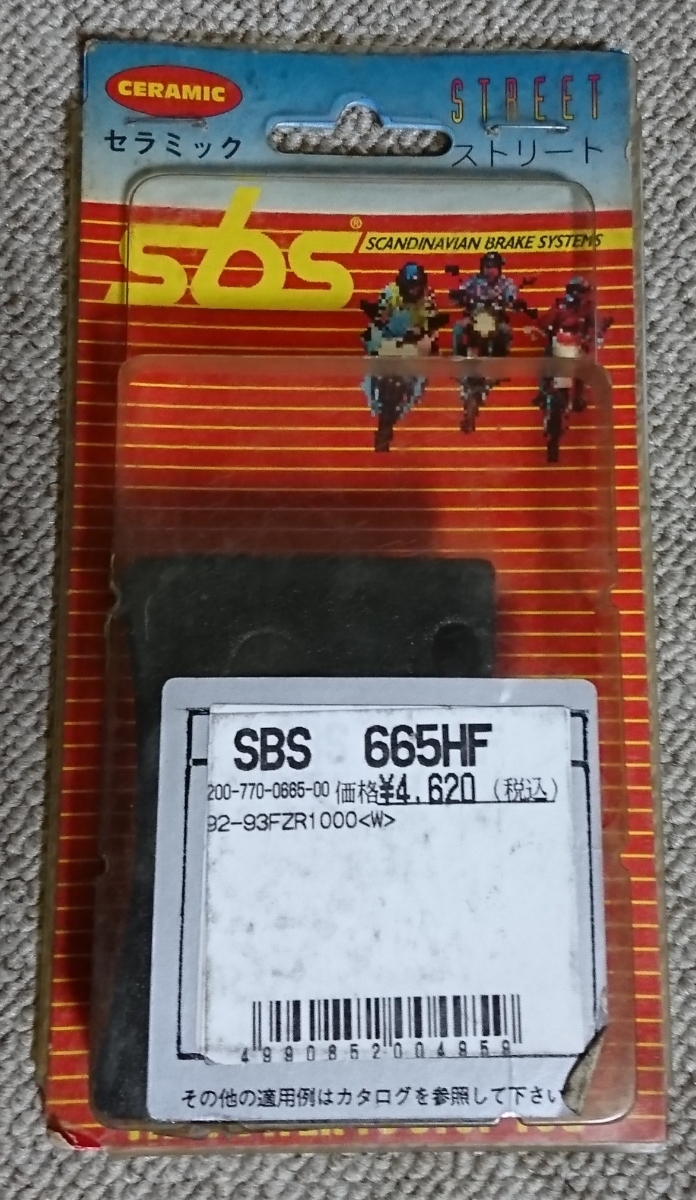 CERAMIC
STREET
セラミック
ストリート
sbs® SCANDINAVIAN BRAKE SYSTEMS
SBS 665HF
200-770-0665-00 価格¥4,620 (税込)
92-93FZR1000<W>
4990852004959
その他の適用例はカタログを参照して下さい